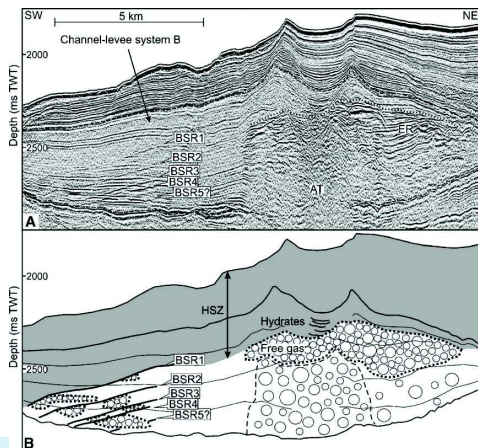 SW
5 km
NE
Channel-levee system B
Depth (ms TWT)
2000
2500
BSR1
BSR2
BSR3
BSR4
BSR5?
ER
AT
A
Depth (ms TWT)
2000
2500
HSZ
Hydrates
Free gas
BSR1
BSR2
BSR3
BSR4
BSR5?
B